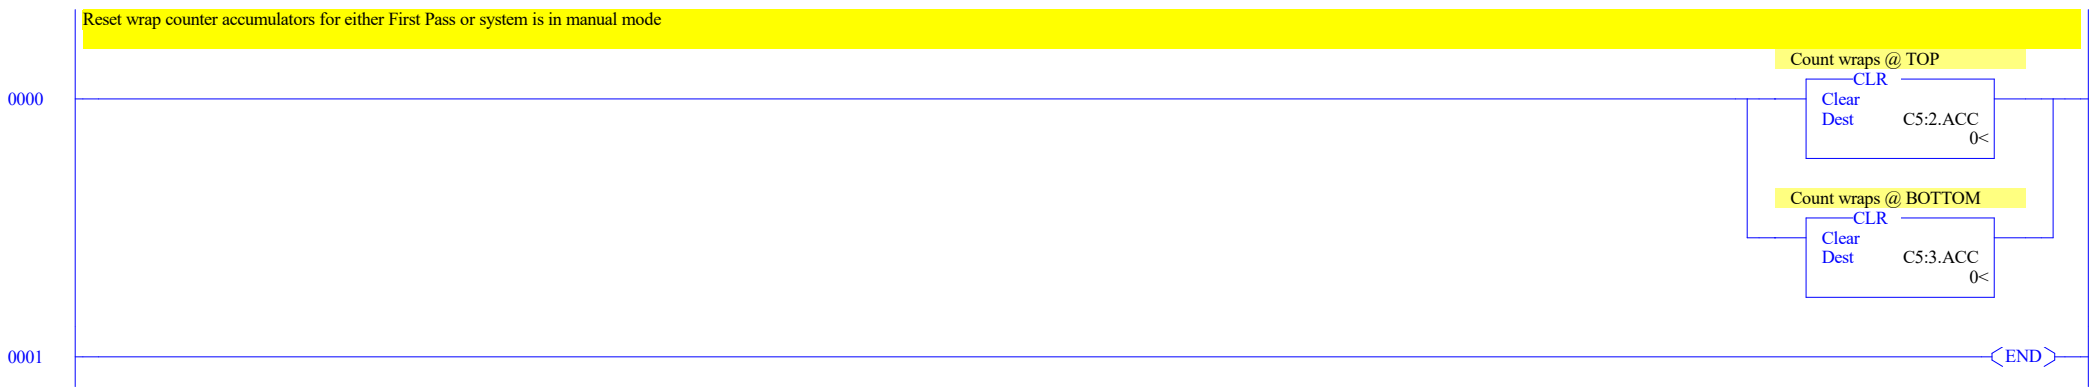 Reset wrap counter accumulators for either First Pass or system is in manual mode
Count wraps @ TOP
CLR
0000
Clear
Dest C5:2.ACC
0<
Count wraps @ BOTTOM
CLR
Clear
Dest C5:3.ACC
0<
0001
END